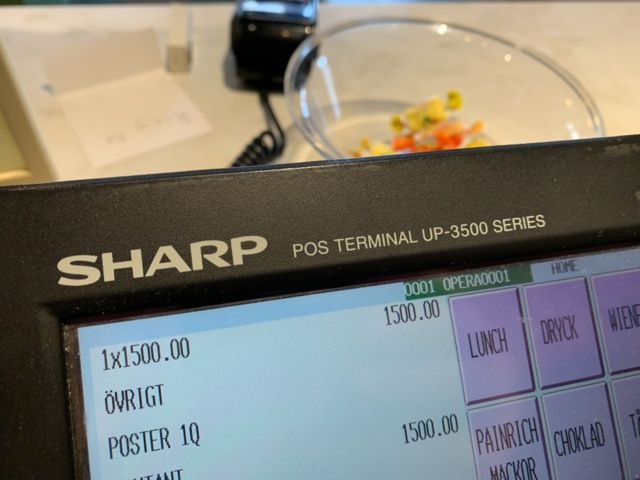 SHARP POS TERMINAL UP-3500 SERIES
0001 OPERA0001 HOME
1500.00
1x1500.00
ÖVRIGT
POSTER 1Q 1500.00
LUNCH DRYCK
PAINRICH MACKOR
CHOKLAD